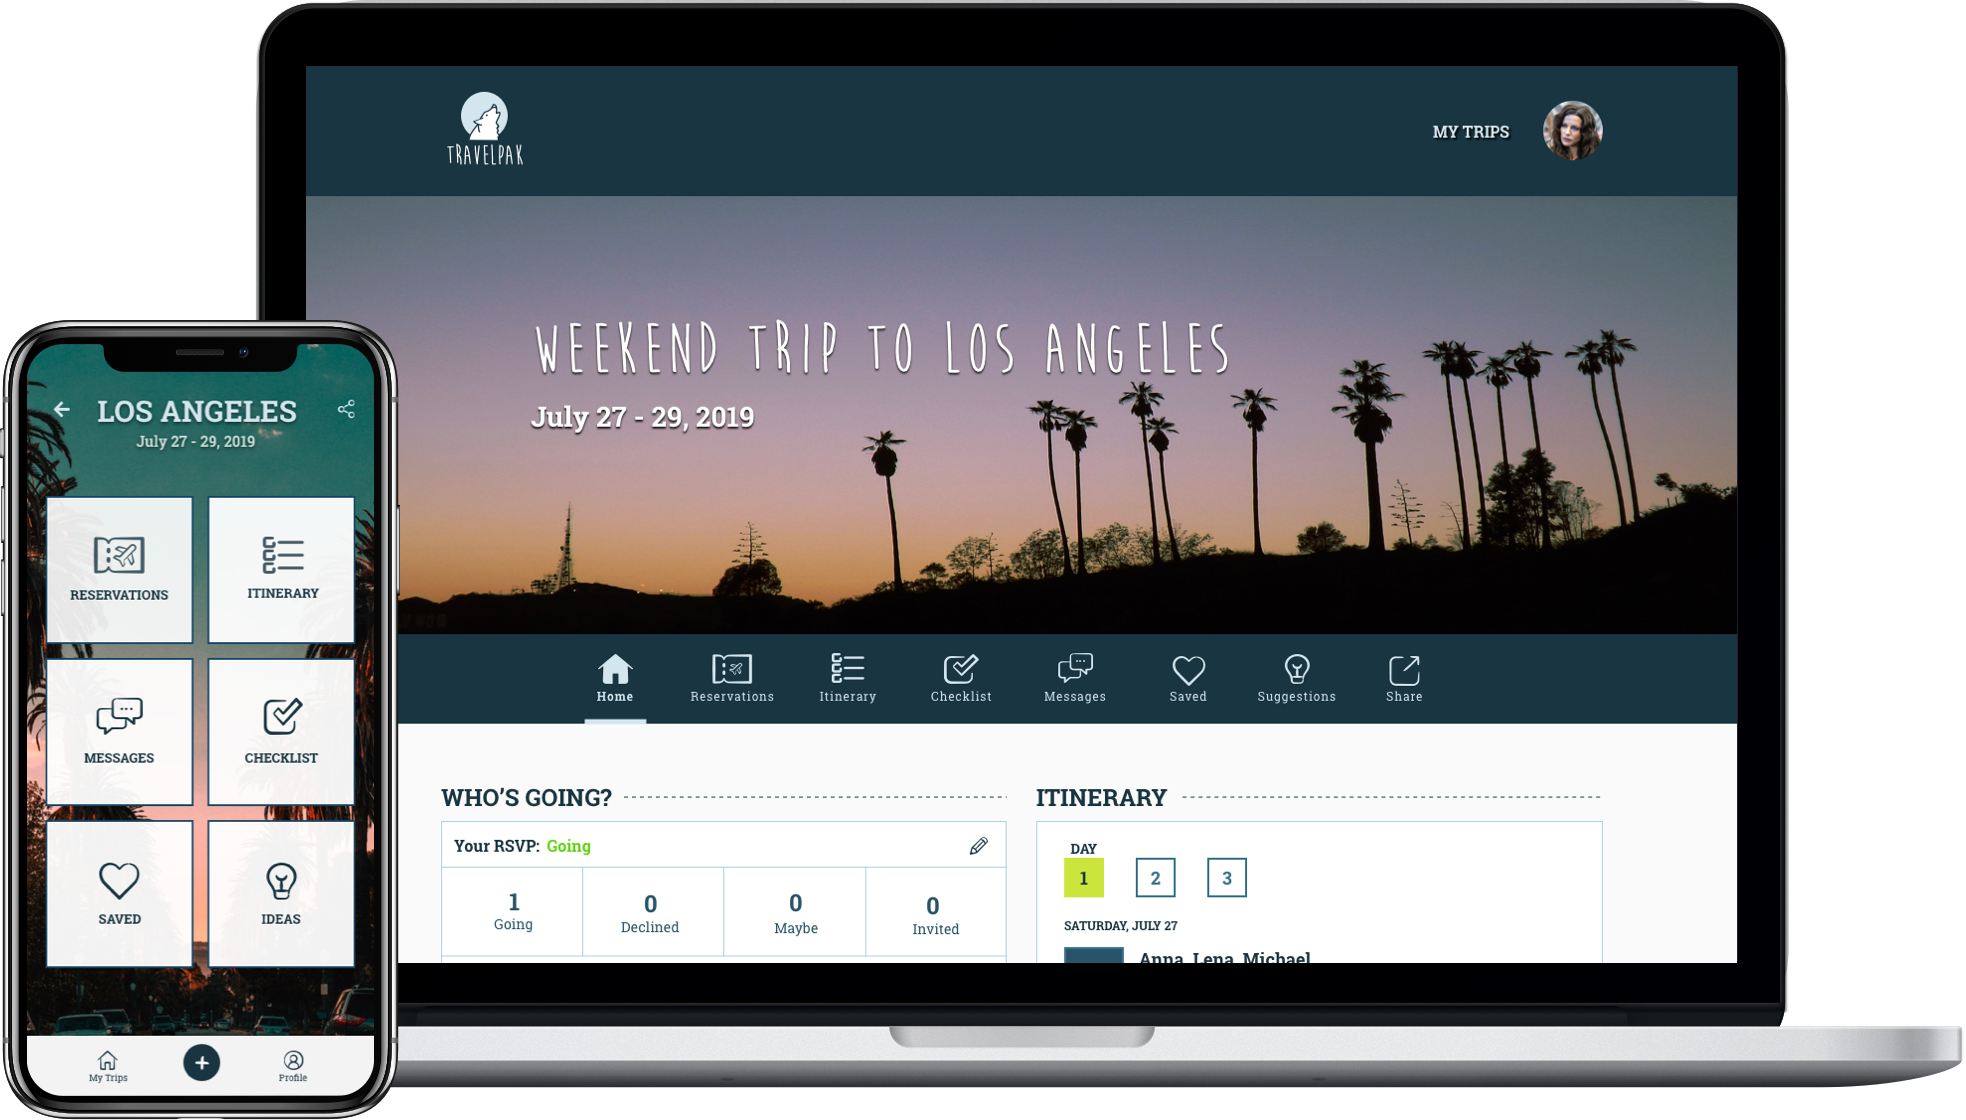 TRAVELPAK
MY TRIPS
WEEKEND TRIP TO LOS ANGELES
July 27 - 29, 2019
Home
Reservations
Itinerary
Checklist
Messages
Saved
Suggestions
Share
WHO'S GOING?
Your RSVP: Going
1
Going
0
Declined
0
Maybe
0
Invited
ITINERARY
DAY
1 2 3
SATURDAY, JULY 27
Anna, Lena, Michael
LOS ANGELES
July 27 - 29, 2019
RESERVATIONS
ITINERARY
MESSAGES
CHECKLIST
SAVED
IDEAS
My Trips
Profile